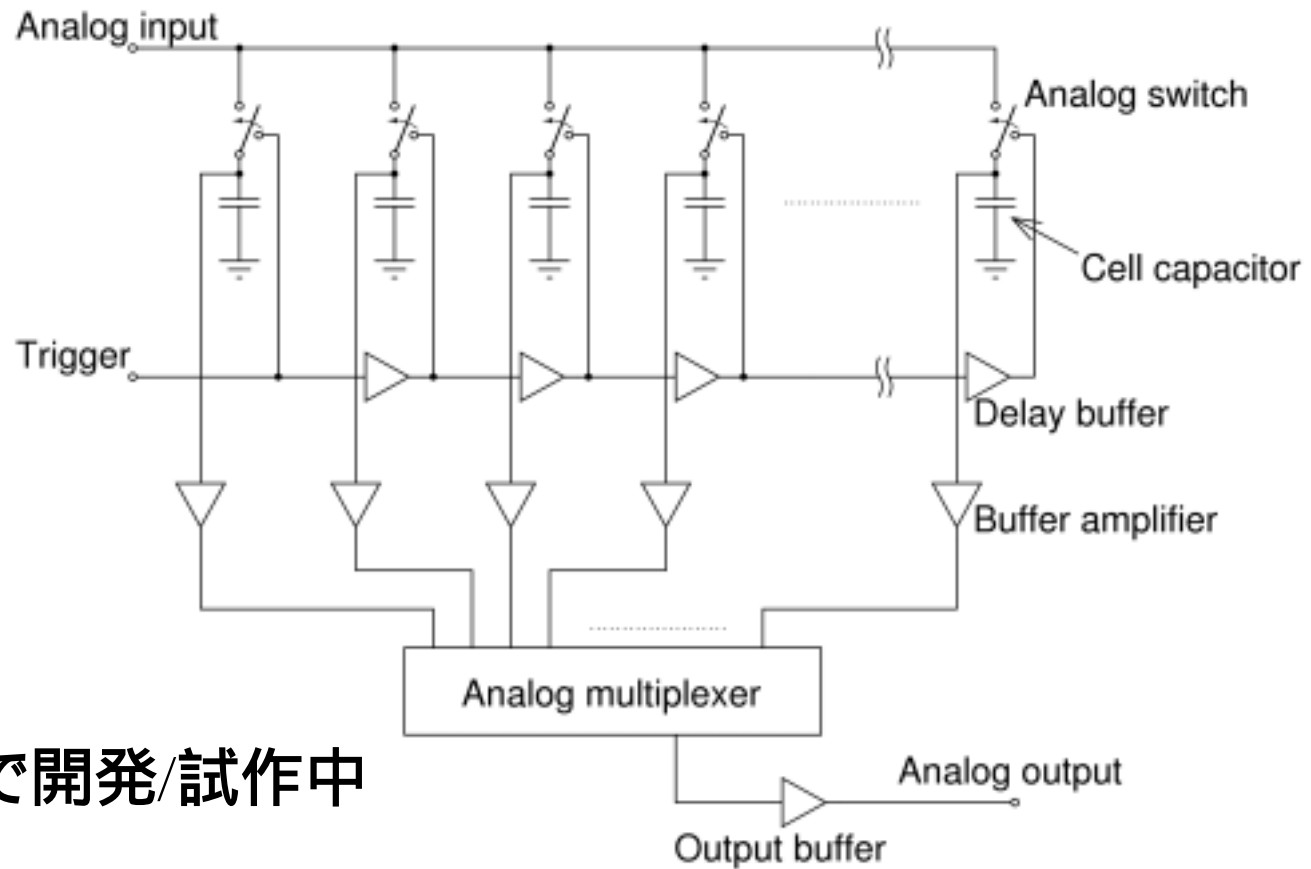 Analog input
Analog switch
Cell capacitor
Trigger
Delay buffer
Buffer amplifier
Analog multiplexer
で開発/試作中
Analog output
Output buffer